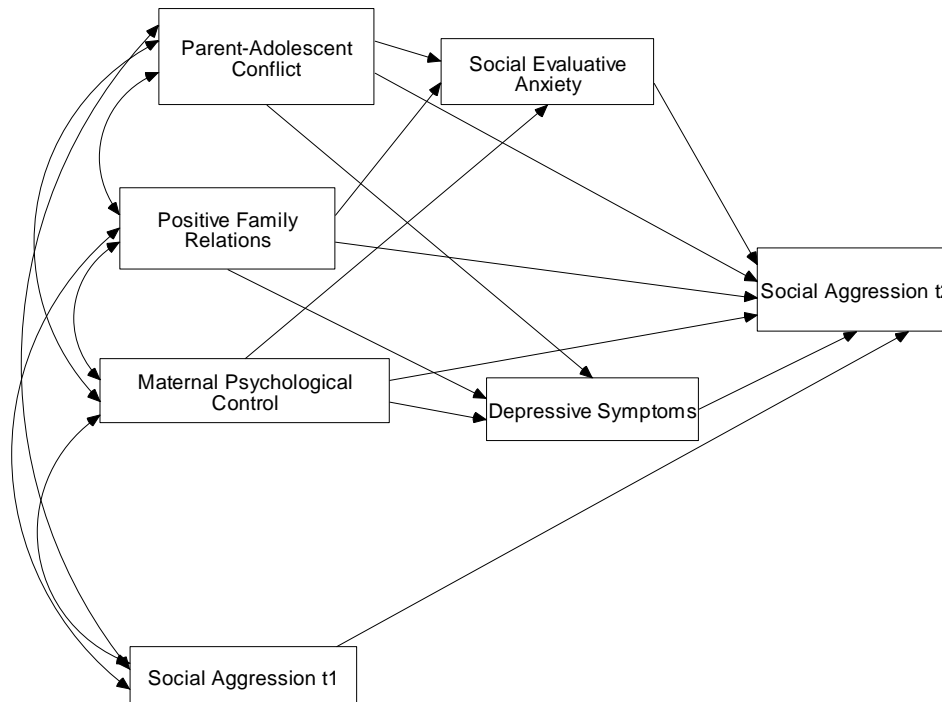 Parent-Adolescent
Conflict
Social Evaluative
Anxiety
Positive Family
Relations
Social Aggression t2
Maternal Psychological
Control
Depressive Symptoms
Social Aggression t1